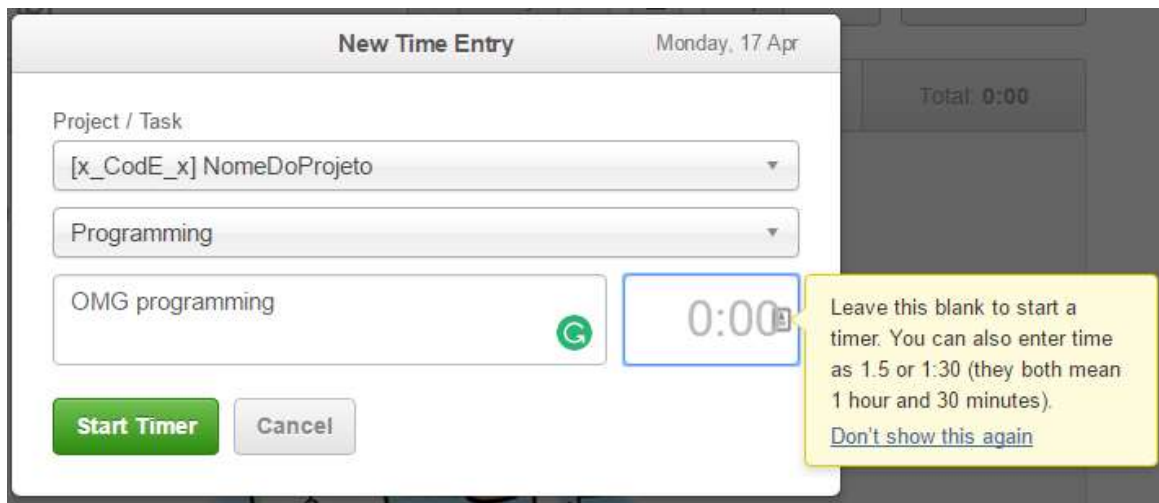 New Time Entry
Monday, 17 Apr
Total: 0:00
Project / Task
[x_CodE_x] NomeDoProjeto
Programming
OMG programming
0:00
Leave this blank to start a
timer. You can also enter time
as 1.5 or 1:30 (they both mean
1 hour and 30 minutes).
Don't show this again
Start Timer
Cancel